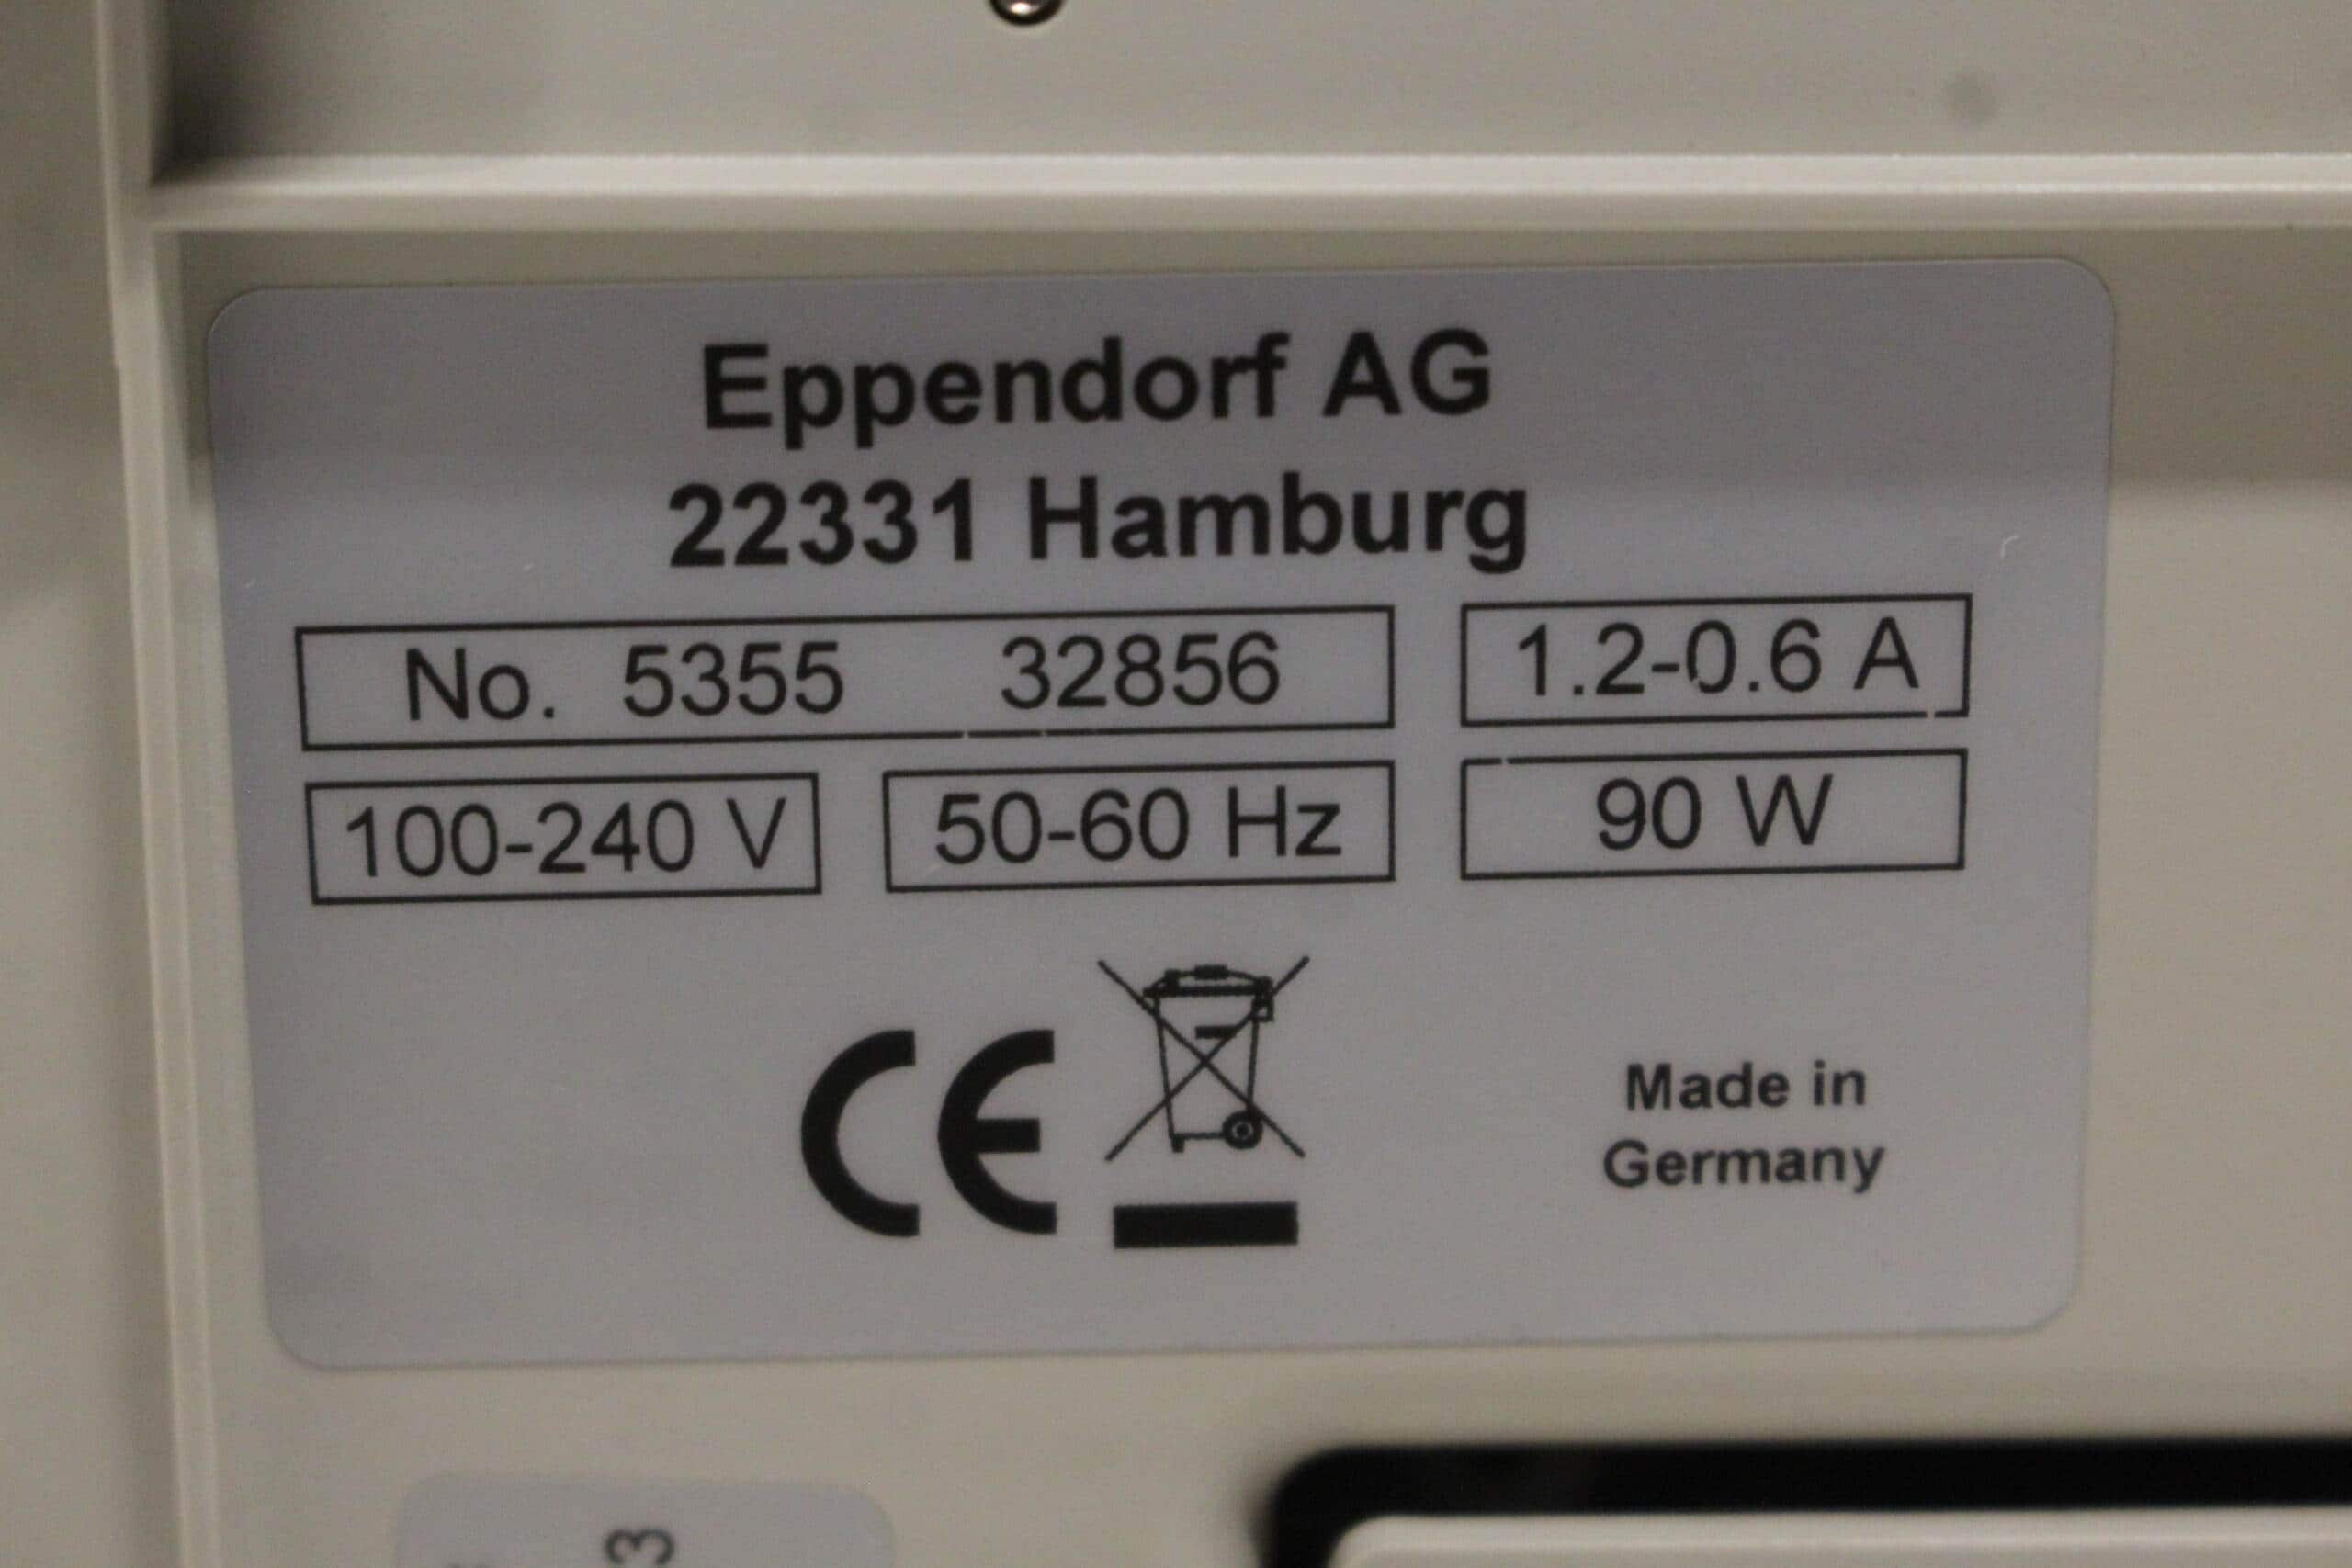 Eppendorf AG
22331 Hamburg
No. 5355 32856 1.2-0.6 A
100-240 V 50-60 Hz 90 W
CE
Made in
Germany
3